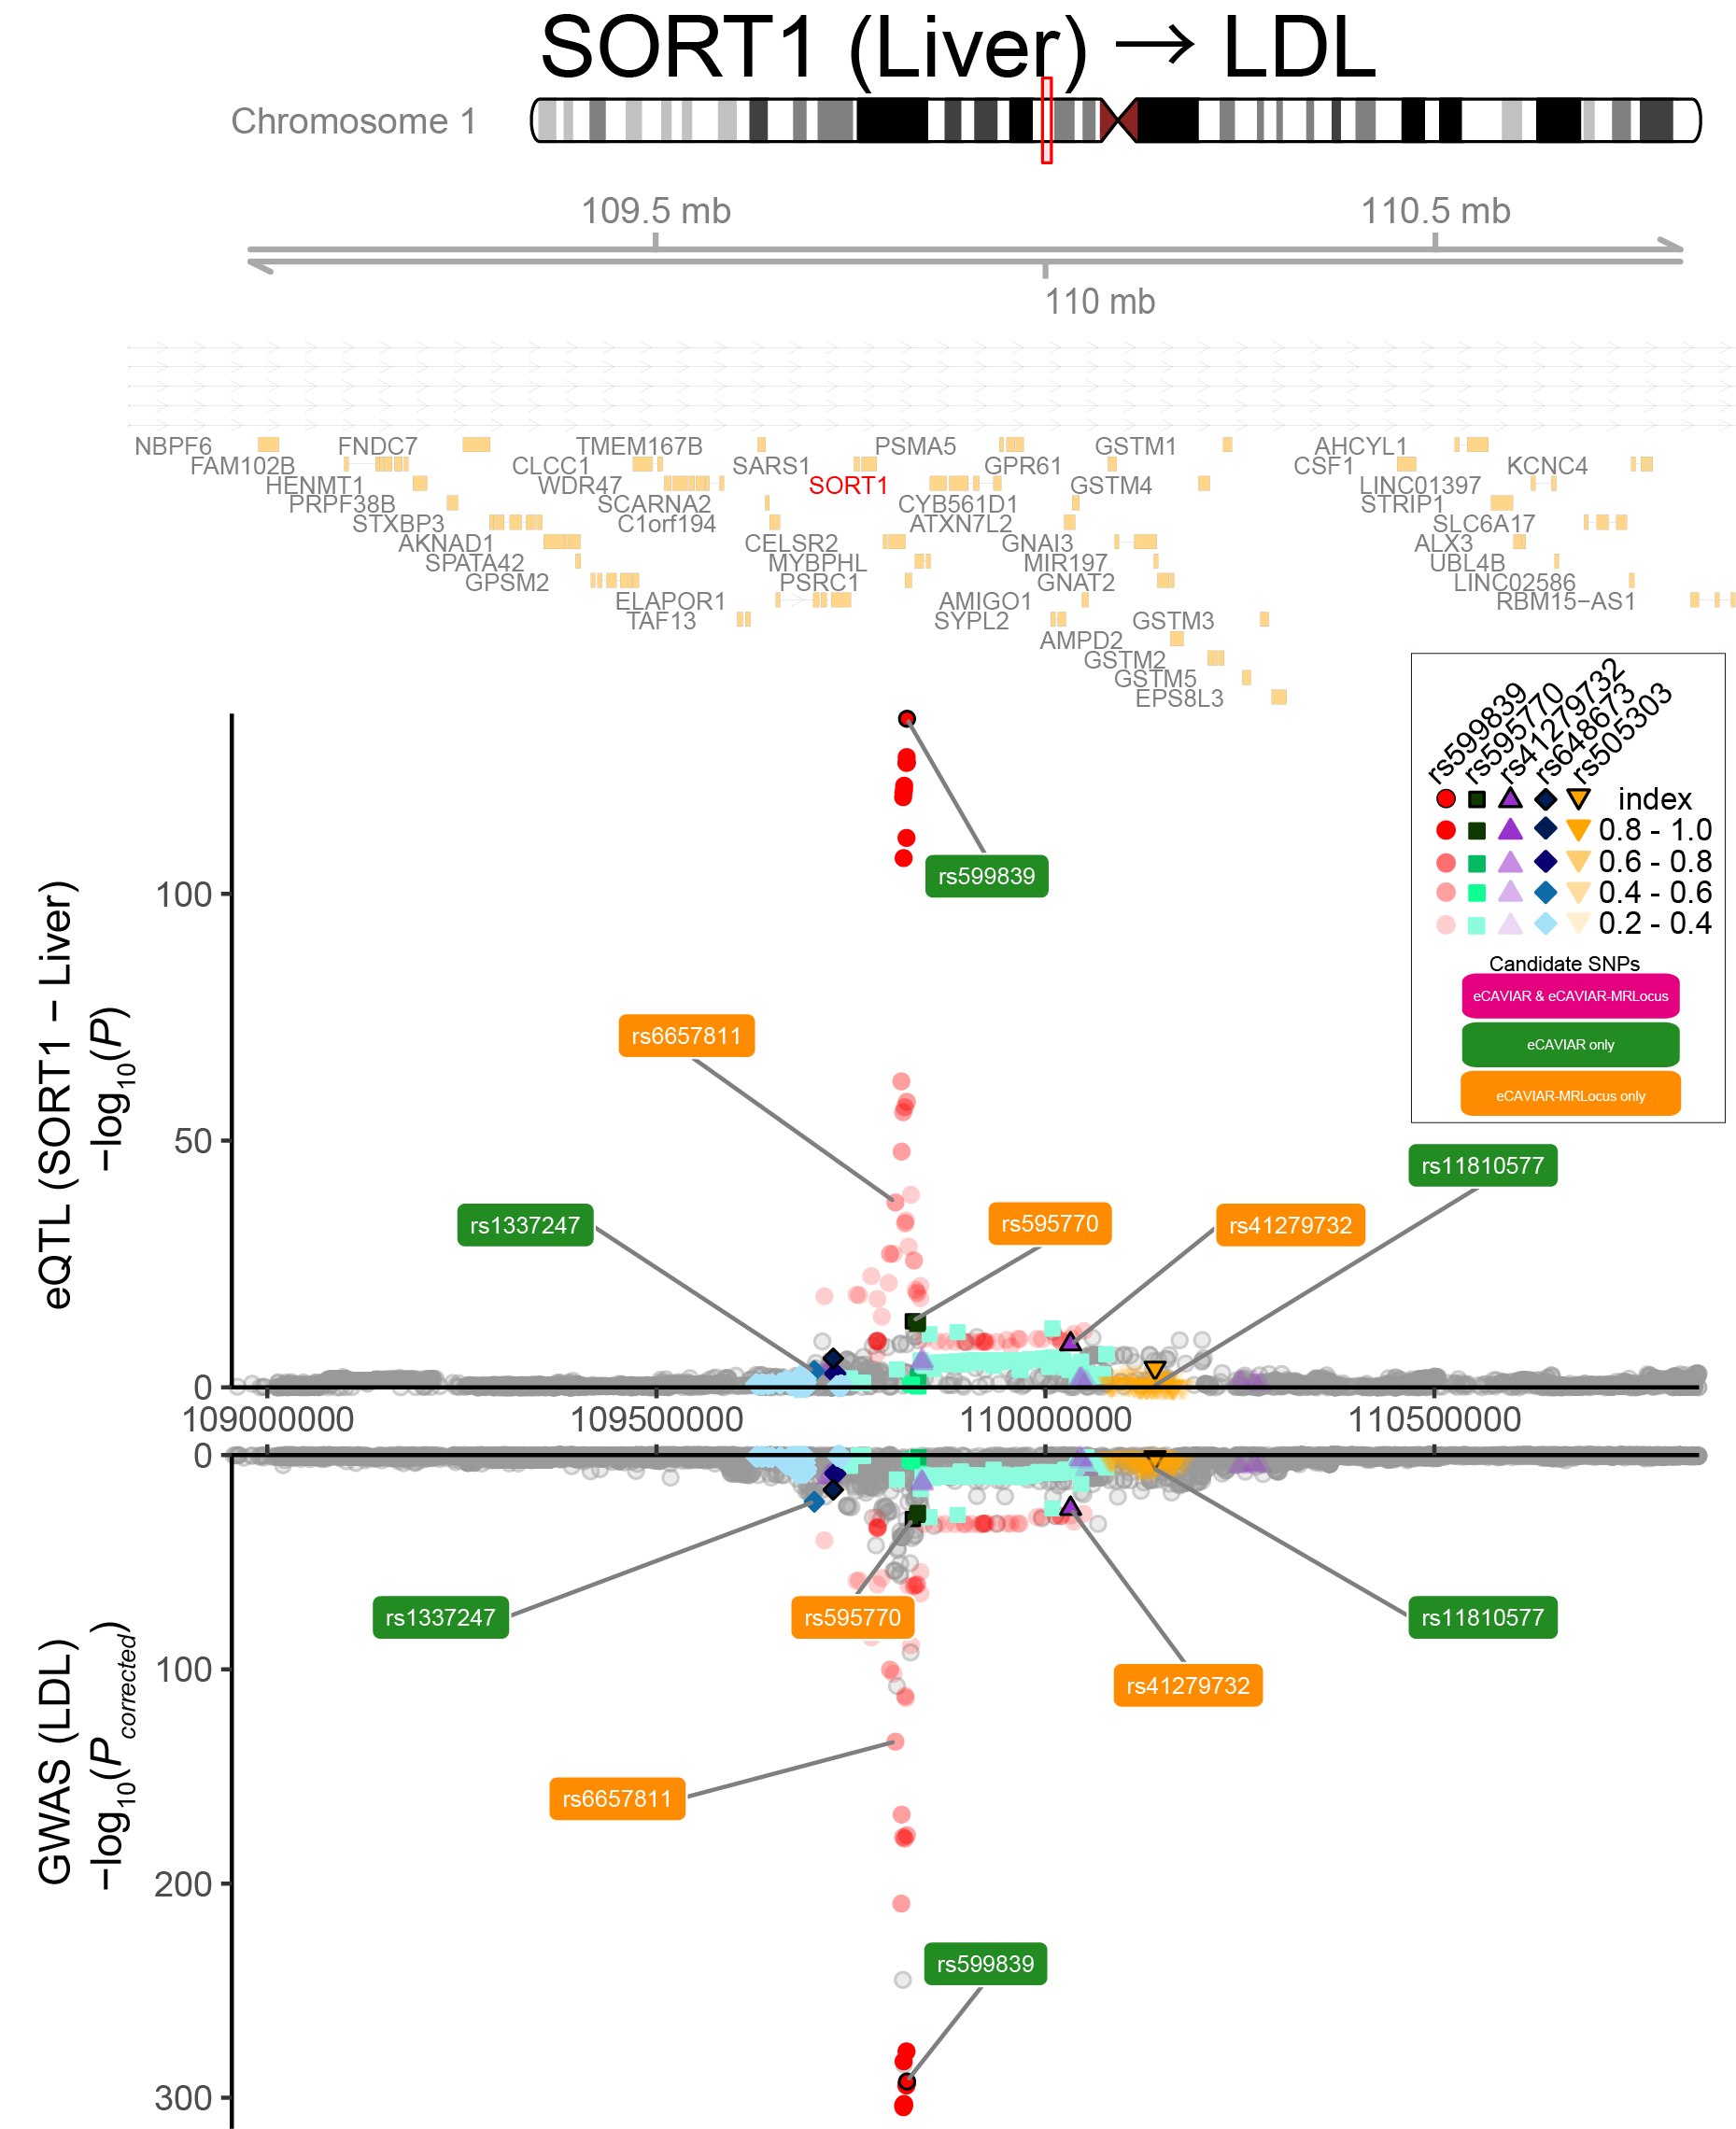 SORT1 (Liver) → LDL
Chromosome 1
109.5 mb
110.5 mb
110 mb
NBPF6
FNDC7
TMEM167B
PSMA5
GSTM1
AHCYL1
FAM102B
CLCC1
SARS1
GPR61
CSF1
KCNC4
HENMT1
WDR47
SORT1
GSTM4
LINC01397
PRPF38B
SCARNA2
CYB561D1
STRIP1
STXBP3
C1orf194
ATXN7L2
SLC6A17
AKNAD1
CELSR2
GNAI3
ALX3
SPATA42
MYBPHL
MIR197
UBL4B
GPSM2
PSRC1
GNAT2
LINC02586
ELAPOR1
AMIGO1
RBM15−AS1
TAF13
SYPL2
GSTM3
AMPD2
GSTM2
GSTM5
EPS8L3
rs599839
rs595770
rs41279732
rs648673
rs505303
index
0.8 - 1.0
0.6 - 0.8
0.4 - 0.6
0.2 - 0.4
Candidate SNPs
eCAVIAR & eCAVIAR-MRLocus
eCAVIAR only
eCAVIAR-MRLocus only
eQTL (SORT1 − Liver)
−log10(P)
100
50
0
rs599839
rs6657811
rs11810577
rs1337247
rs595770
rs41279732
109000000
109500000
110000000
110500000
GWAS (LDL)
−log10(Pcorrected)
0
100
200
300
rs1337247
rs595770
rs11810577
rs41279732
rs6657811
rs599839